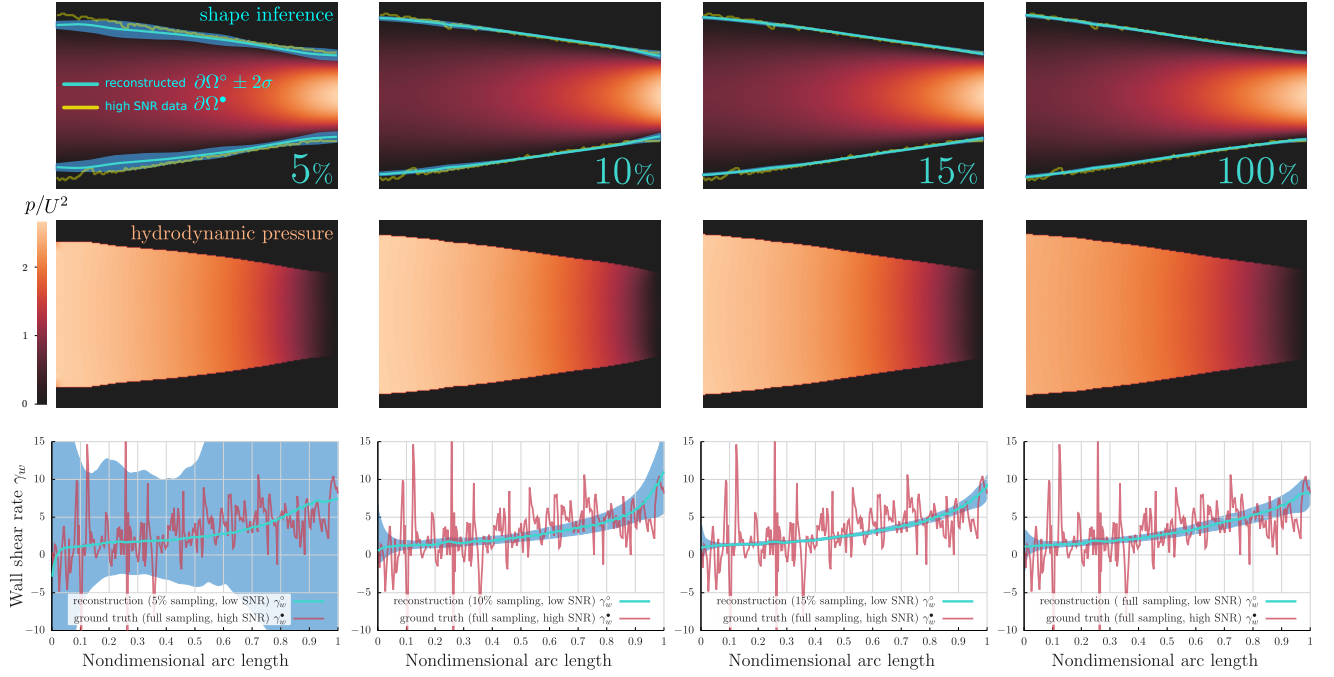 shape inference
reconstructed ∂Ω° ± 2σ
high SNR data ∂Ω•
5%
10%
15%
100%
p/U²
hydrodynamic pressure
2
1
0
Wall shear rate γw
15
10
5
0
−5
−10
reconstruction (5% sampling, low SNR) γ°w
ground truth (full sampling, high SNR) γ•w
0 0.1 0.2 0.3 0.4 0.5 0.6 0.7 0.8 0.9 1
Nondimensional arc length
15
10
5
0
−5
−10
reconstruction (10% sampling, low SNR) γ°w
ground truth (full sampling, high SNR) γ•w
0 0.1 0.2 0.3 0.4 0.5 0.6 0.7 0.8 0.9 1
Nondimensional arc length
15
10
5
0
−5
−10
reconstruction (15% sampling, low SNR) γ°w
ground truth (full sampling, high SNR) γ•w
0 0.1 0.2 0.3 0.4 0.5 0.6 0.7 0.8 0.9 1
Nondimensional arc length
15
10
5
0
−5
−10
reconstruction ( full sampling, low SNR) γ°w
ground truth (full sampling, high SNR) γ•w
0 0.1 0.2 0.3 0.4 0.5 0.6 0.7 0.8 0.9 1
Nondimensional arc length